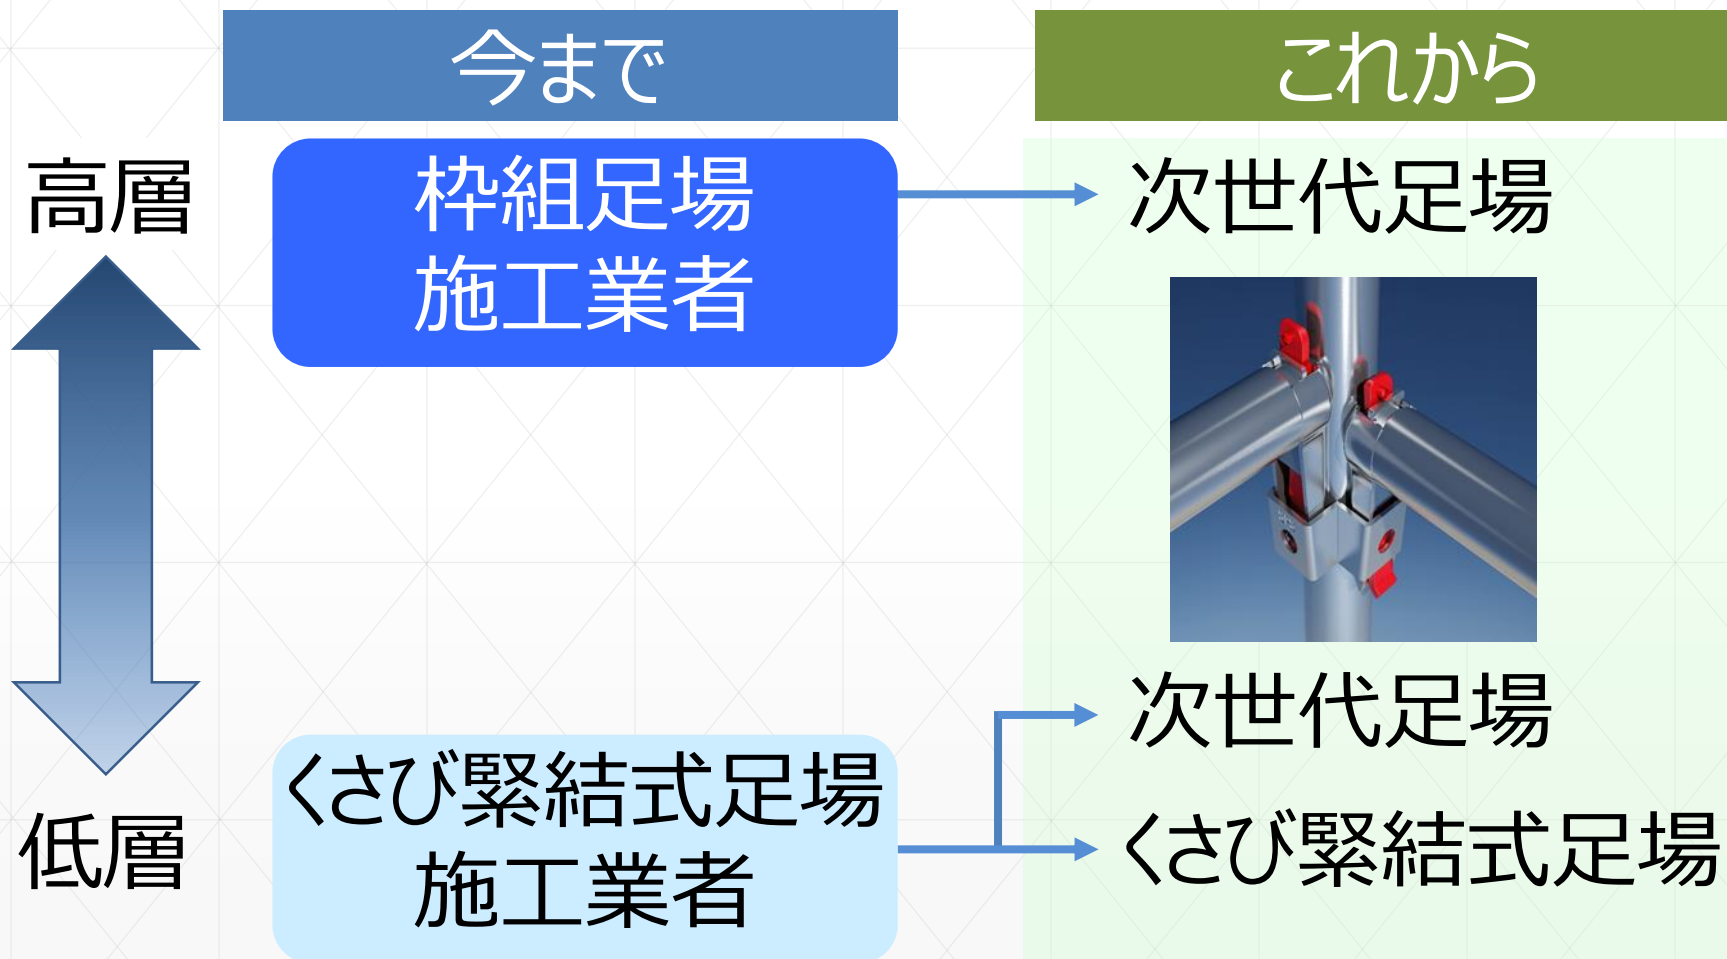 今まで
これから
高層
枠組足場
施工業者
次世代足場
次世代足場
低層
くさび緊結式足場
施工業者
くさび緊結式足場